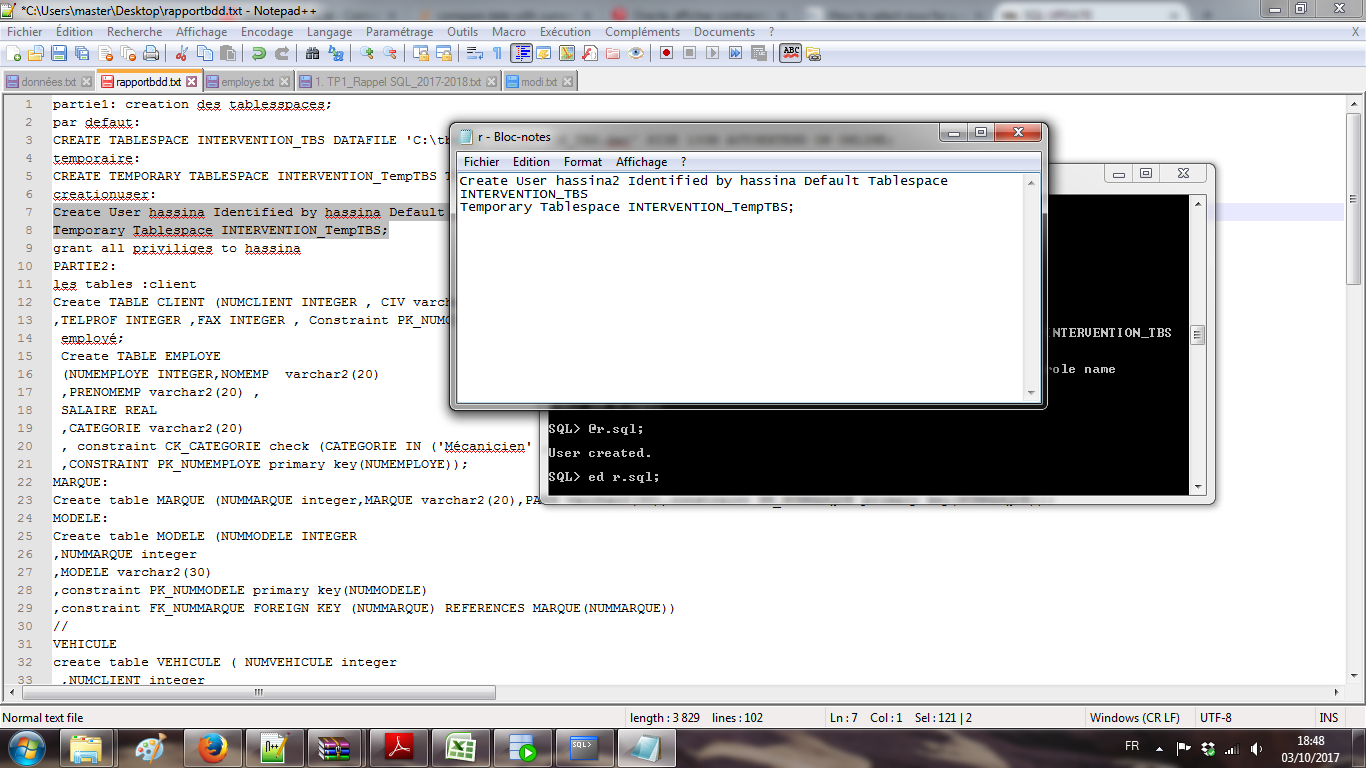 *C:\Users\master\Desktop\rapportbdd.txt - Notepad++
Fichier Édition Recherche Affichage Encodage Langage Paramétrage Outils Macro Exécution Compléments Documents ? X
données.txt rapportbdd.txt employe.txt 1. TP1_Rappel SQL_2017-2018.txt modi.txt
1 partie1: creation des tablesspaces;
2 par defaut:
3 CREATE TABLESPACE INTERVENTION_TBS DATAFILE 'C:\tb
4 temporaire:
5 CREATE TEMPORARY TABLESPACE INTERVENTION_TempTBS T
6 creationuser:
7 Create User hassina Identified by hassina Default
8 Temporary Tablespace INTERVENTION_TempTBS;
9 grant all priviliges to hassina
10 PARTIE2:
11 les tables :client
12 Create TABLE CLIENT (NUMCLIENT INTEGER , CIV varch
13 ,TELPROF INTEGER ,FAX INTEGER , Constraint PK_NUMC
14 employé;
15 Create TABLE EMPLOYE
16 (NUMEMPLOYE INTEGER,NOMEMP varchar2(20)
17 ,PRENOMEMP varchar2(20) ,
18 SALAIRE REAL
19 ,CATEGORIE varchar2(20)
20 , constraint CK_CATEGORIE check (CATEGORIE IN ('Mécanicien'
21 ,CONSTRAINT PK_NUMEMPLOYE primary key(NUMEMPLOYE));
22 MARQUE:
23 Create table MARQUE (NUMMARQUE integer,MARQUE varchar2(20),PA
24 MODELE:
25 Create table MODELE (NUMMODELE INTEGER
26 ,NUMMARQUE integer
27 ,MODELE varchar2(30)
28 ,constraint PK_NUMMODELE primary key(NUMMODELE)
29 ,constraint FK_NUMMARQUE FOREIGN KEY (NUMMARQUE) REFERENCES MARQUE(NUMMARQUE))
30 //
31 VEHICULE
32 create table VEHICULE ( NUMVEHICULE integer
33 ,NUMCLIENT integer
r - Bloc-notes
Fichier Edition Format Affichage ?
Create User hassina2 Identified by hassina Default Tablespace
INTERVENTION_TBS
Temporary Tablespace INTERVENTION_TempTBS;
NTERVENTION_TBS
ole name
SQL> @r.sql;
User created.
SQL> ed r.sql;
Normal text file length : 3 829 lines : 102 Ln : 7 Col : 1 Sel : 121 | 2 Windows (CR LF) UTF-8 INS
FR 18:48
03/10/2017